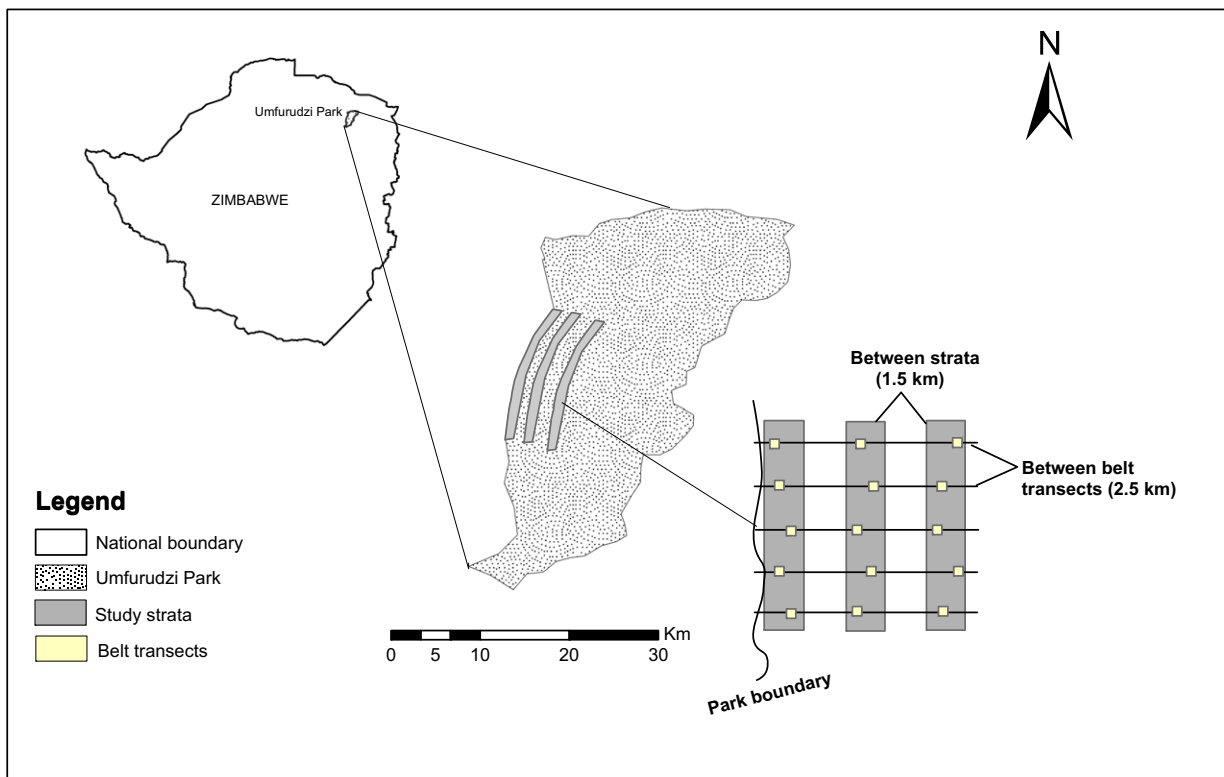 N
Umfurudzi Park
ZIMBABWE
Between strata
(1.5 km)
Between belt
transects (2.5 km)
Legend
National boundary
Umfurudzi Park
Study strata
Belt transects
Km
0 5 10 20 30
Park boundary